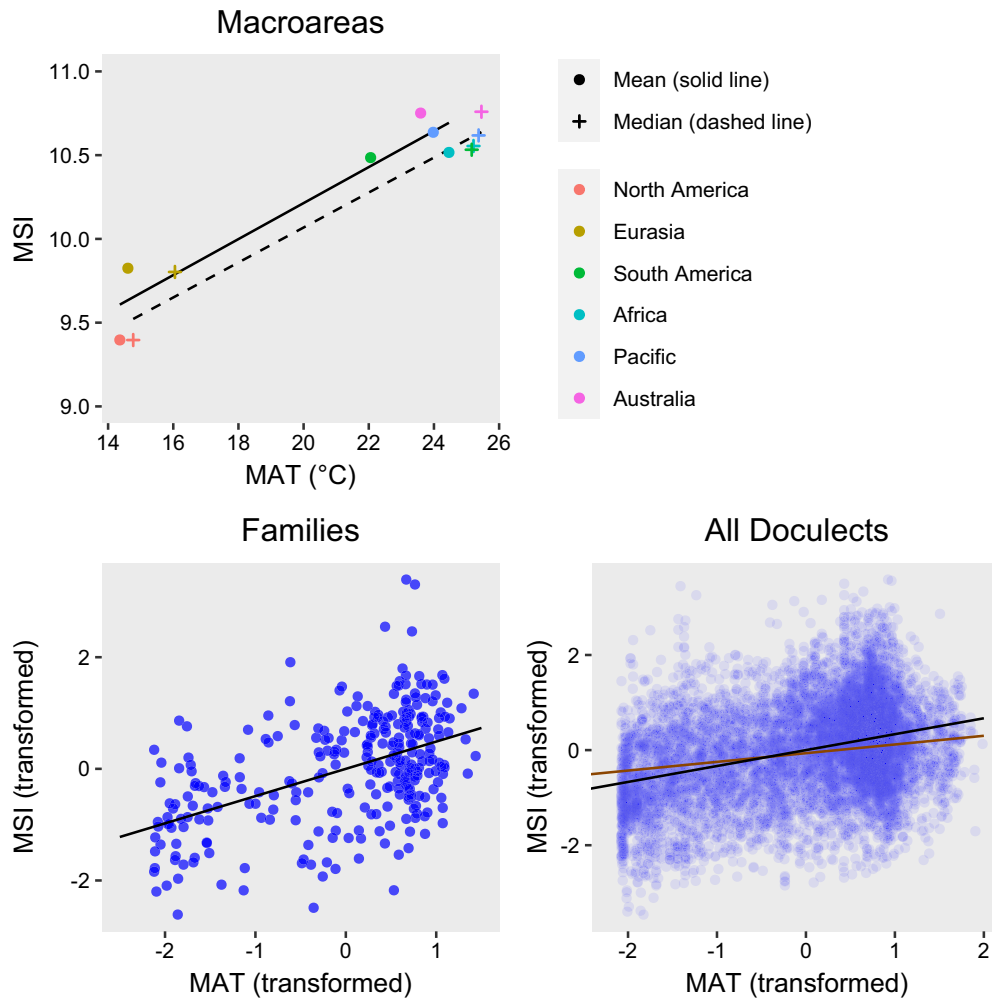 Macroareas
11.0
10.5
10.0
9.5
9.0
MSI
14 16 18 20 22 24 26
MAT (°C)
Mean (solid line)
Median (dashed line)
North America
Eurasia
South America
Africa
Pacific
Australia
Families
2
0
-2
MSI (transformed)
-2 -1 0 1
MAT (transformed)
All Doculects
2
0
-2
MSI (transformed)
-2 -1 0 1 2
MAT (transformed)